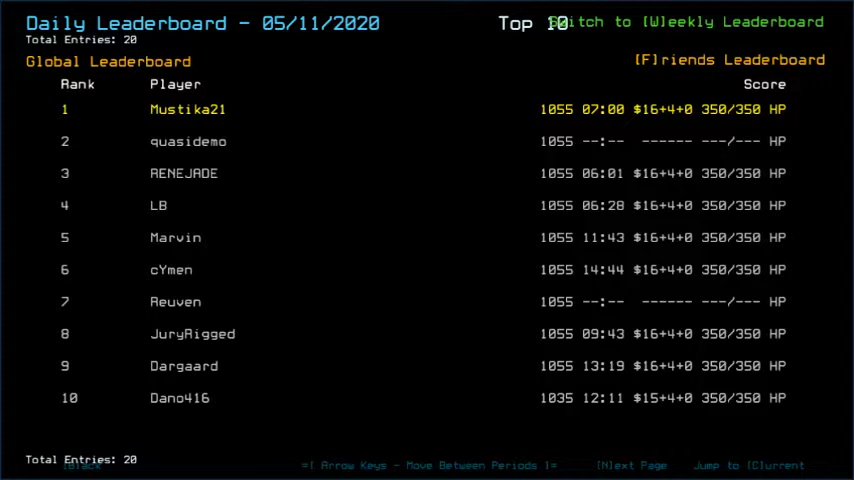 Daily Leaderboard - 05/11/2020 Top 10 Switch to [W]eekly Leaderboard
Total Entries: 20
Global Leaderboard [F]riends Leaderboard
Rank Player Score
1 Mustika21 1055 07:00 $16+4+0 350/350 HP
2 quasidemo 1055 --:-- ------ ---/--- HP
3 RENEJADE 1055 06:01 $16+4+0 350/350 HP
4 LB 1055 06:28 $16+4+0 350/350 HP
5 Marvin 1055 11:43 $16+4+0 350/350 HP
6 cYmen 1055 14:44 $16+4+0 350/350 HP
7 Reuven 1055 --:-- ------ ---/--- HP
8 JuryRigged 1055 09:43 $16+4+0 350/350 HP
9 Dargaard 1055 13:19 $16+4+0 350/350 HP
10 Dano416 1035 12:11 $15+4+0 350/350 HP
Total Entries: 20
[B]ack =[ Arrow Keys - Move Between Periods ]= [N]ext Page Jump to [C]urrent